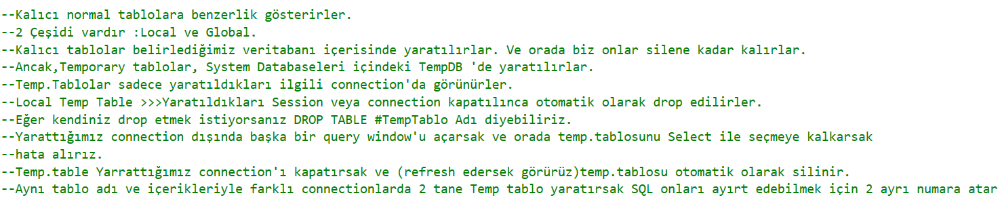 --Kalıcı normal tablolara benzerlik gösterirler.
--2 Çeşidi vardır :Local ve Global.
--Kalıcı tablolar belirlediğimiz veritabanı içerisinde yaratılırlar. Ve orada biz onlar silene kadar kalırlar.
--Ancak,Temporary tablolar, System Databaseleri içindeki TempDB 'de yaratılırlar.
--Temp.Tablolar sadece yaratıldıkları ilgili connection'da görünürler.
--Local Temp Table >>>Yaratıldıkları Session veya connection kapatılınca otomatik olarak drop edilirler.
--Eğer kendiniz drop etmek istiyorsanız DROP TABLE #TempTablo Adı diyebiliriz.
--Yarattığımız connection dışında başka bir query window'u açarsak ve orada temp.tablosunu Select ile seçmeye kalkarsak
--hata alırız.
--Temp.table Yarrattığımız connection'ı kapatırsak ve (refresh edersek görürüz)temp.tablosu otomatik olarak silinir.
--Aynı tablo adı ve içerikleriyle farklı connectionlarda 2 tane Temp tablo yaratırsak SQL onları ayırt edebilmek için 2 ayrı numara atar